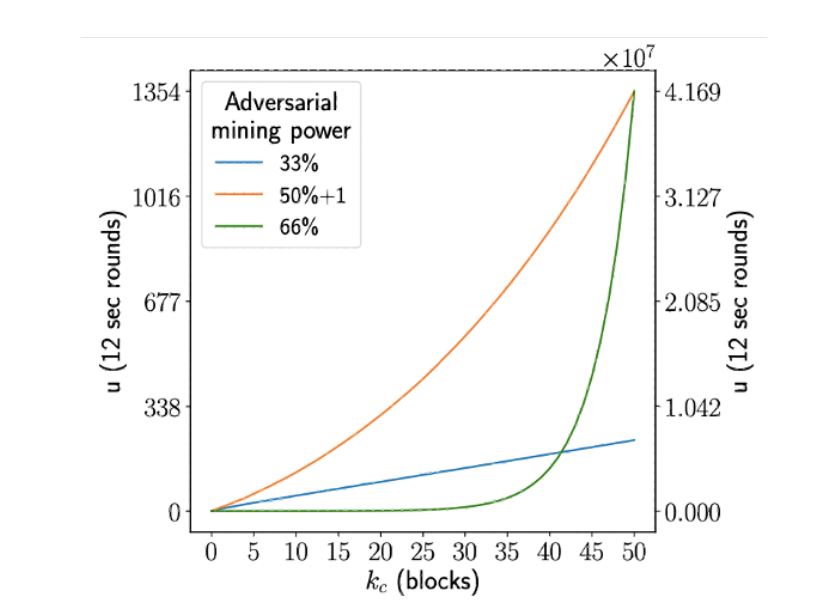 ×10⁷
1354
1016
677
338
0
u (12 sec rounds)
Adversarial
mining power
33%
50%+1
66%
4.169
3.127
2.085
1.042
0.000
u (12 sec rounds)
0 5 10 15 20 25 30 35 40 45 50
k_c (blocks)